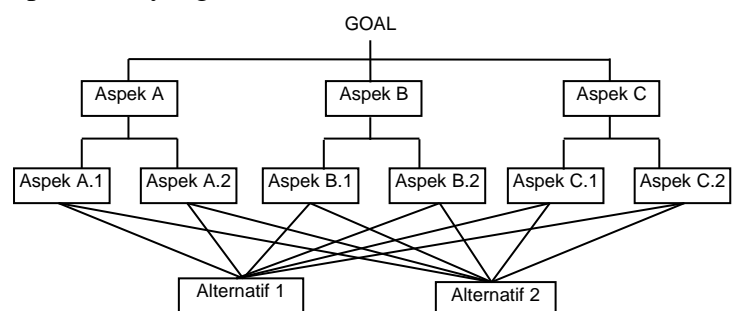 GOAL
Aspek A Aspek B Aspek C
Aspek A.1 Aspek A.2 Aspek B.1 Aspek B.2 Aspek C.1 Aspek C.2
Alternatif 1 Alternatif 2